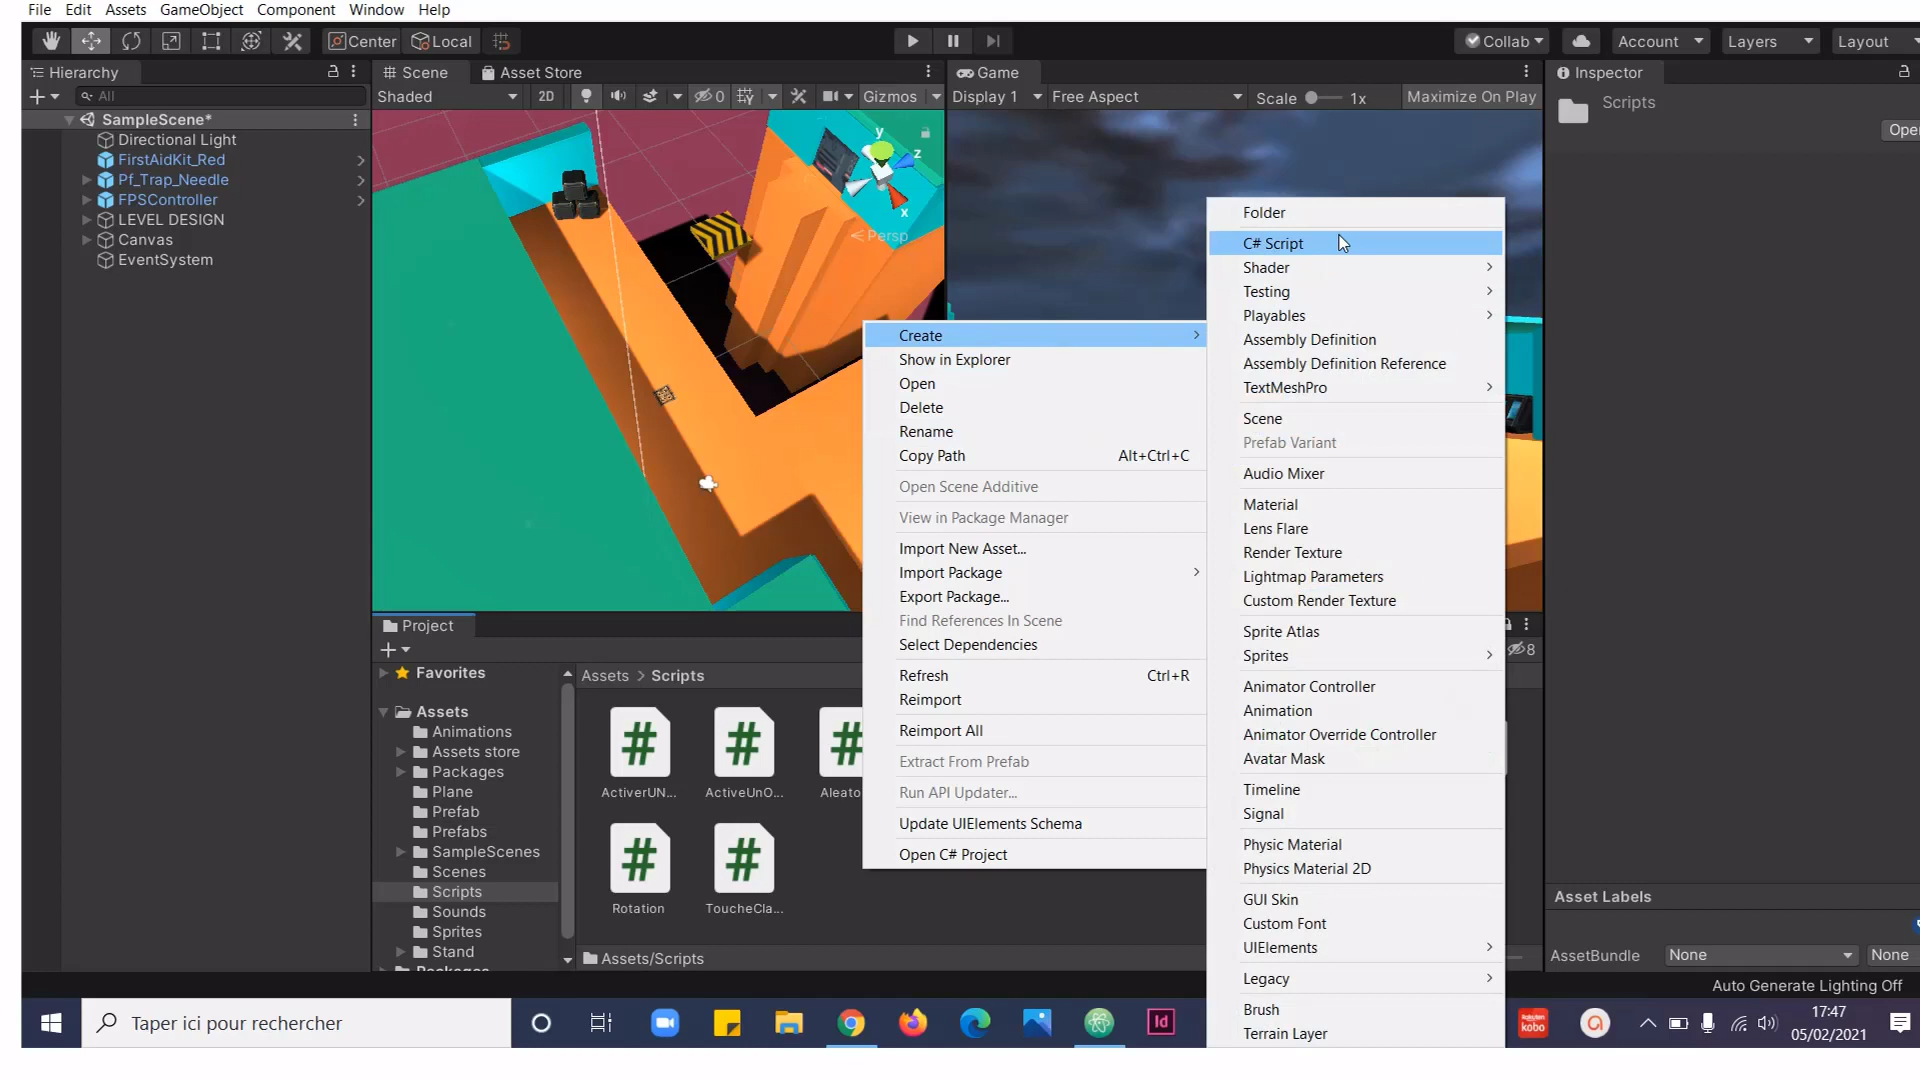 File Edit Assets GameObject Component Window Help
Center Local Collab Account Layers Layout
Hierarchy
All
SampleScene*
Directional Light
FirstAidKit_Red
Pf_Trap_Needle
FPSController
LEVEL DESIGN
Canvas
EventSystem
Scene Asset Store
Shaded 2D 0 Gizmos
y
z
x
Persp
Game
Display 1 Free Aspect Scale 1x Maximize On Play
Inspector
Scripts
Open
Create
Show in Explorer
Open
Delete
Rename
Copy Path Alt+Ctrl+C
Open Scene Additive
View in Package Manager
Import New Asset...
Import Package
Export Package...
Find References In Scene
Select Dependencies
Refresh Ctrl+R
Reimport
Reimport All
Extract From Prefab
Run API Updater...
Update UIElements Schema
Open C# Project
Folder
C# Script
Shader
Testing
Playables
Assembly Definition
Assembly Definition Reference
TextMeshPro
Scene
Prefab Variant
Audio Mixer
Material
Lens Flare
Render Texture
Lightmap Parameters
Custom Render Texture
Sprite Atlas
Sprites
Animator Controller
Animation
Animator Override Controller
Avatar Mask
Timeline
Signal
Physic Material
Physics Material 2D
GUI Skin
Custom Font
UIElements
Legacy
Brush
Terrain Layer
Project
8
Favorites
Assets
Animations
Assets store
Packages
Plane
Prefab
Prefabs
SampleScenes
Scenes
Scripts
Sounds
Sprites
Stand
Packages
Assets > Scripts
ActiverUN...
ActiveUnO...
Aleato
Rotation
ToucheCla...
Assets/Scripts
Asset Labels
AssetBundle None None
Auto Generate Lighting Off
Taper ici pour rechercher
Id
Rakuten
kobo
17:47
05/02/2021